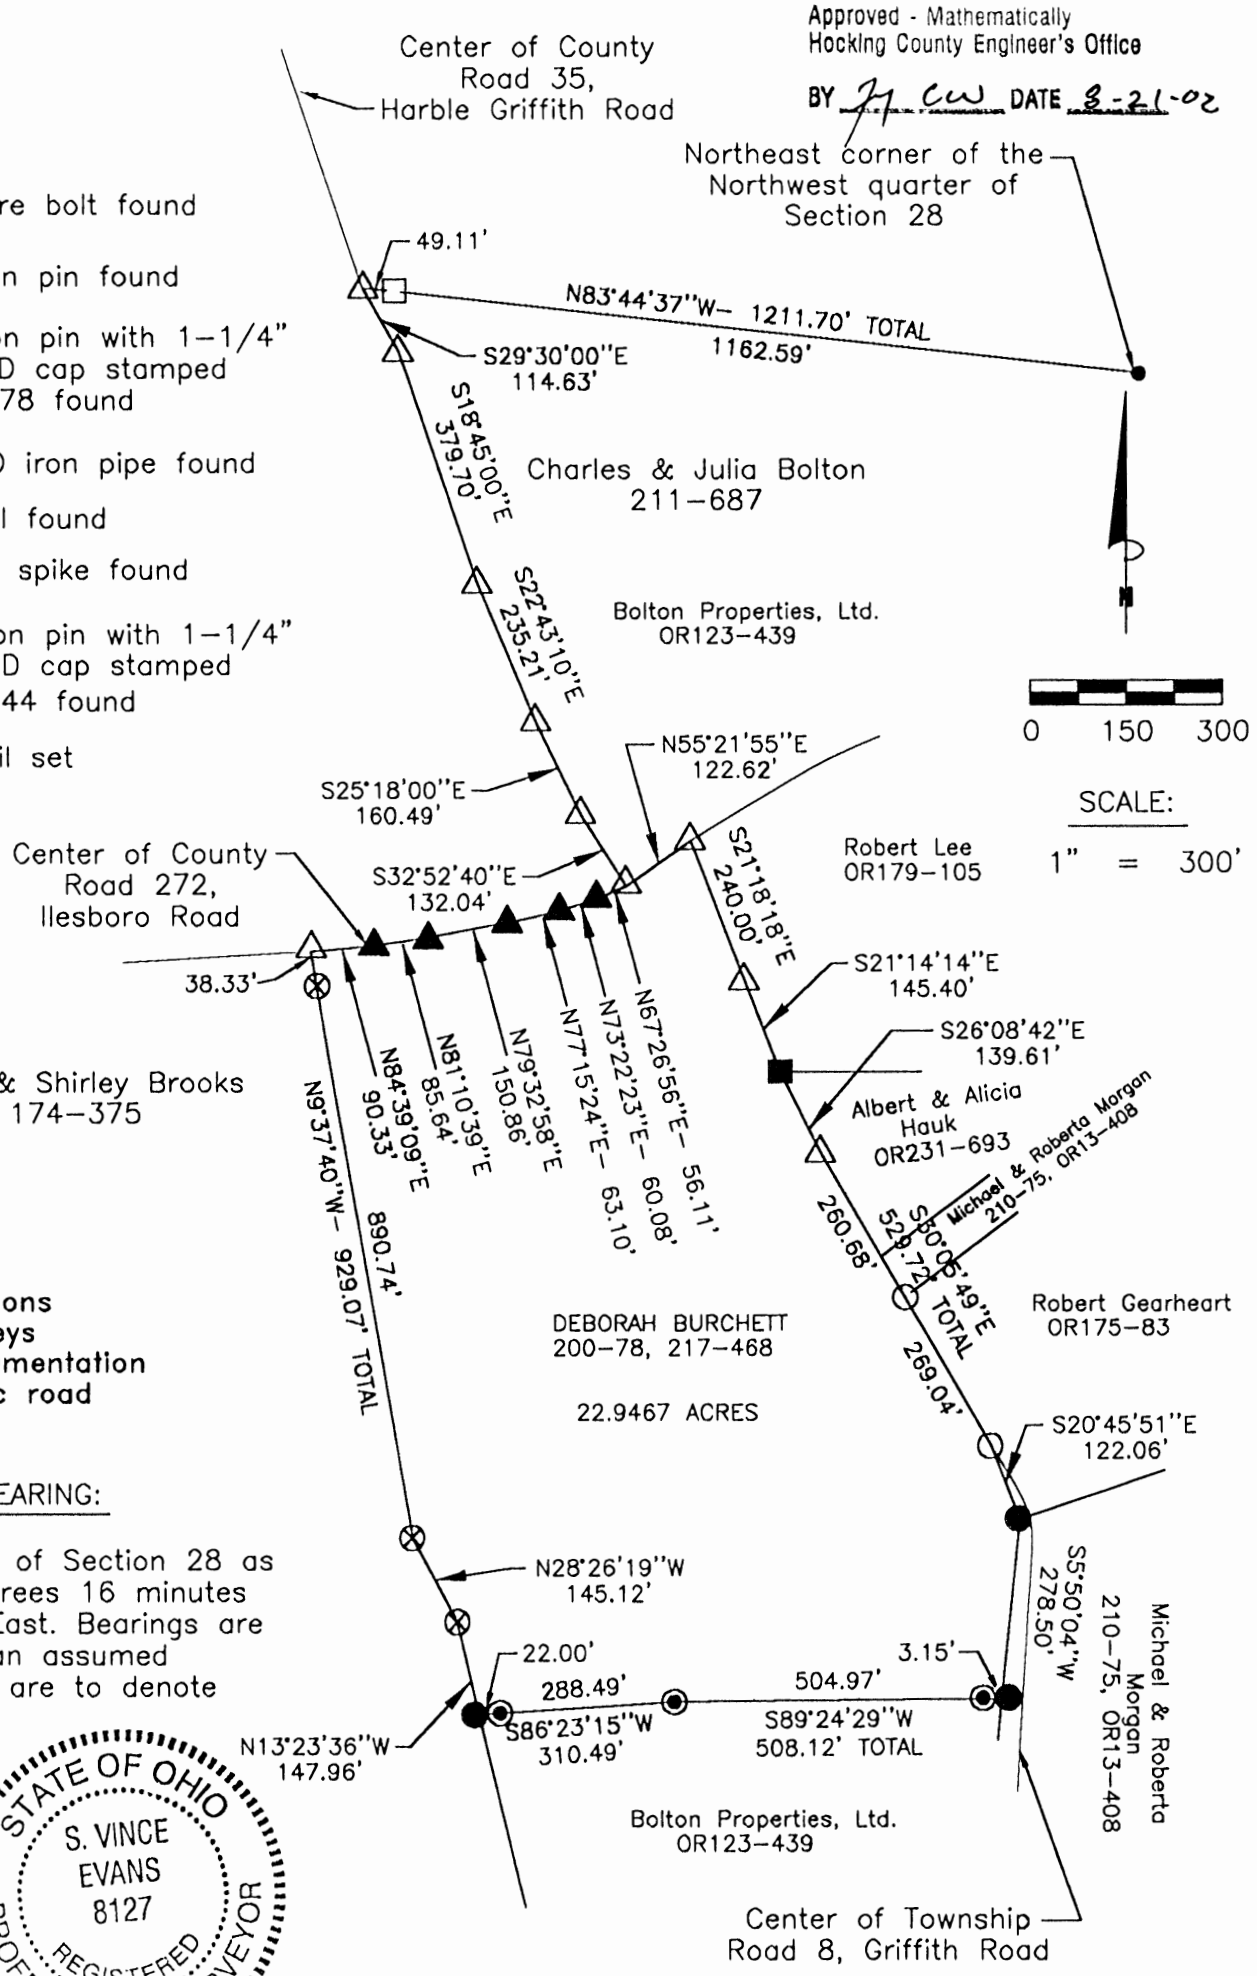 Approved - Mathematically
Hocking County Engineer's Office
BY CW DATE 8-21-02
Center of County
Road 35,
Harble Griffith Road
Northeast corner of the
Northwest quarter of
Section 28
re bolt found
n pin found
on pin with 1-1/4"
D cap stamped
78 found
O iron pipe found
l found
spike found
on pin with 1-1/4"
D cap stamped
44 found
il set
49.11'
N83°44'37"W- 1211.70' TOTAL
1162.59'
S29°30'00"E
114.63'
S18°45'00"E
379.70'
Charles & Julia Bolton
211-687
S22°43'10"E
235.21'
Bolton Properties, Ltd.
OR123-439
N
0 150 300
SCALE:
1" = 300'
N55°21'55"E
122.62'
S25°18'00"E
160.49'
Center of County
Road 272,
Ilesboro Road
S32°52'40"E
132.04'
Robert Lee
OR179-105
S21°18'18"E
240.00'
38.33'
S21°14'14"E
145.40'
S26°08'42"E
139.61'
& Shirley Brooks
174-375
N84°39'09"E
90.33'
N81°10'39"E
85.64'
N79°32'58"E
150.86'
N77°15'24"E- 63.10'
N73°22'23"E- 60.08'
N67°26'56"E- 56.11'
Albert & Alicia
Hauk
OR231-693
Michael & Roberta Morgan
210-75, OR13-408
N9°37'40"W- 929.07' TOTAL
890.74'
260.68'
S30°05'49"E
529.72' TOTAL
269.04'
DEBORAH BURCHETT
200-78, 217-468
22.9467 ACRES
Robert Gearheart
OR175-83
ons
eys
mentation
c road
S20°45'51"E
122.06'
EARING:
of Section 28 as
rees 16 minutes
East. Bearings are
an assumed
are to denote
N28°26'19"W
145.12'
S5°50'04"W
278.50'
Michael & Roberta
Morgan
210-75, OR13-408
22.00'
288.49'
S86°23'15"W
310.49'
504.97'
3.15'
S89°24'29"W
508.12' TOTAL
N13°23'36"W
147.96'
STATE OF OHIO
S. VINCE
EVANS
8127
REGISTERED
PROFE
RVEYOR
Bolton Properties, Ltd.
OR123-439
Center of Township
Road 8, Griffith Road